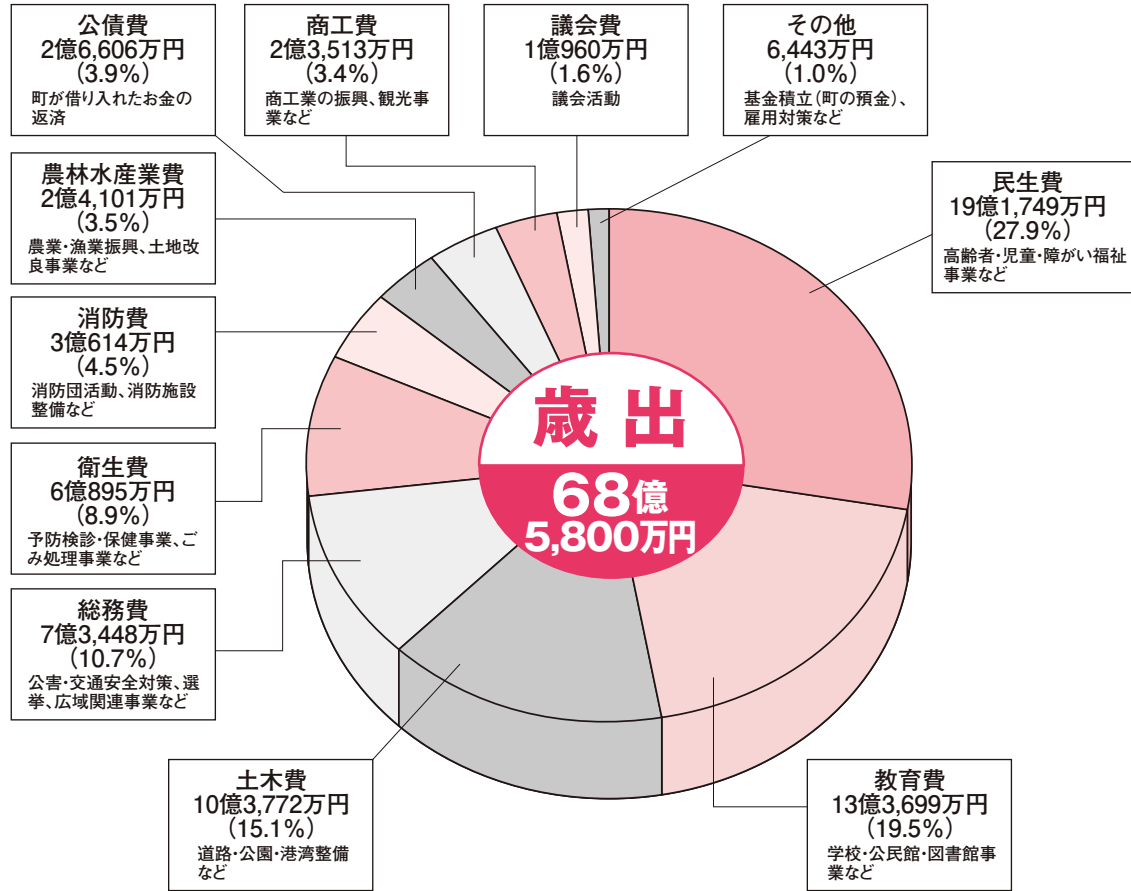 公債費
2億6,606万円
(3.9%)
町が借り入れたお金の
返済
商工費
2億3,513万円
(3.4%)
商工業の振興、観光事
業など
議会費
1億960万円
(1.6%)
議会活動
その他
6,443万円
(1.0%)
基金積立(町の預金)、
雇用対策など
農林水産業費
2億4,101万円
(3.5%)
農業・漁業振興、土地改
良事業など
民生費
19億1,749万円
(27.9%)
高齢者・児童・障がい福祉
事業など
消防費
3億614万円
(4.5%)
消防団活動、消防施設
整備など
歳出
68億
5,800万円
衛生費
6億895万円
(8.9%)
予防検診・保健事業、ご
み処理事業など
総務費
7億3,448万円
(10.7%)
公害・交通安全対策、選
挙、広域関連事業など
土木費
10億3,772万円
(15.1%)
道路・公園・港湾整備
など
教育費
13億3,699万円
(19.5%)
学校・公民館・図書館事
業など